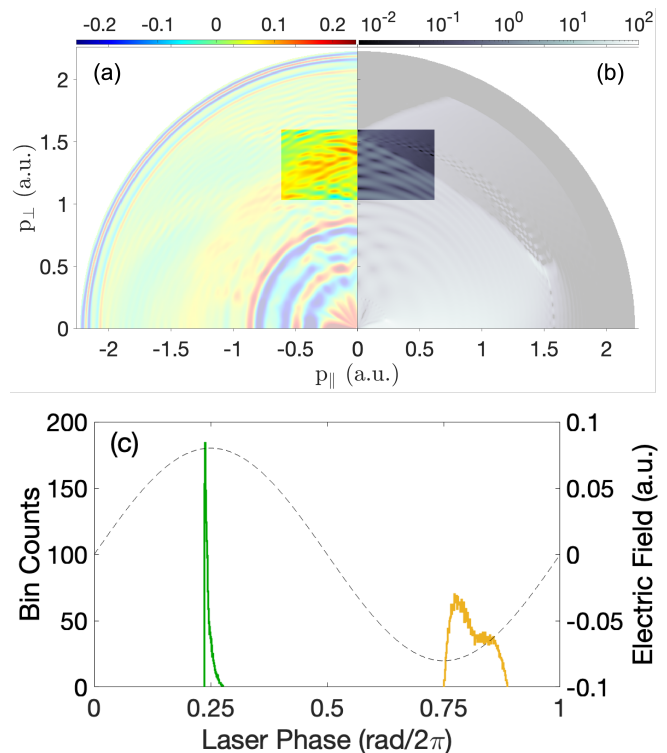 -0.2 -0.1 0 0.1 0.2 10^-2 10^-1 10^0 10^1 10^2
(a) (b)
2
1.5
1
0.5
0
p⊥ (a.u.)
-2 -1.5 -1 -0.5 0 0.5 1 1.5 2
p∥ (a.u.)
200 0.1
(c)
150 0.05
100 0
50 -0.05
0 -0.1
Bin Counts
Electric Field (a.u.)
0 0.25 0.5 0.75 1
Laser Phase (rad/2π)